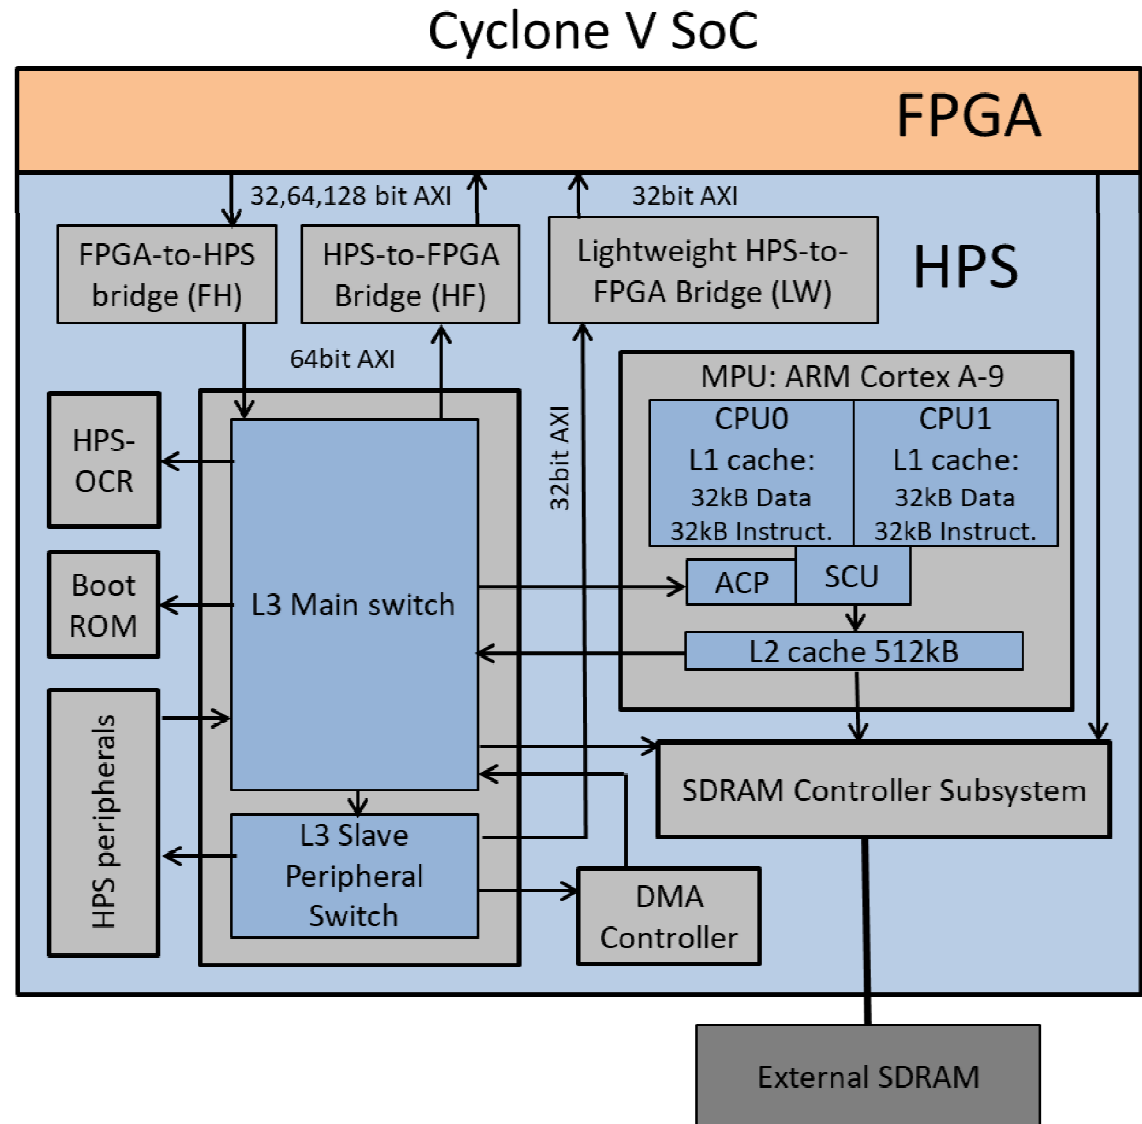 Cyclone V SoC
FPGA
32,64,128 bit AXI
32bit AXI
FPGA-to-HPS
bridge (FH)
HPS-to-FPGA
Bridge (HF)
Lightweight HPS-to-
FPGA Bridge (LW)
HPS
64bit AXI
32bit AXI
MPU: ARM Cortex A-9
CPU0
L1 cache:
32kB Data
32kB Instruct.
CPU1
L1 cache:
32kB Data
32kB Instruct.
HPS-
OCR
Boot
ROM
L3 Main switch
ACP
SCU
L2 cache 512kB
HPS peripherals
SDRAM Controller Subsystem
L3 Slave
Peripheral
Switch
DMA
Controller
External SDRAM